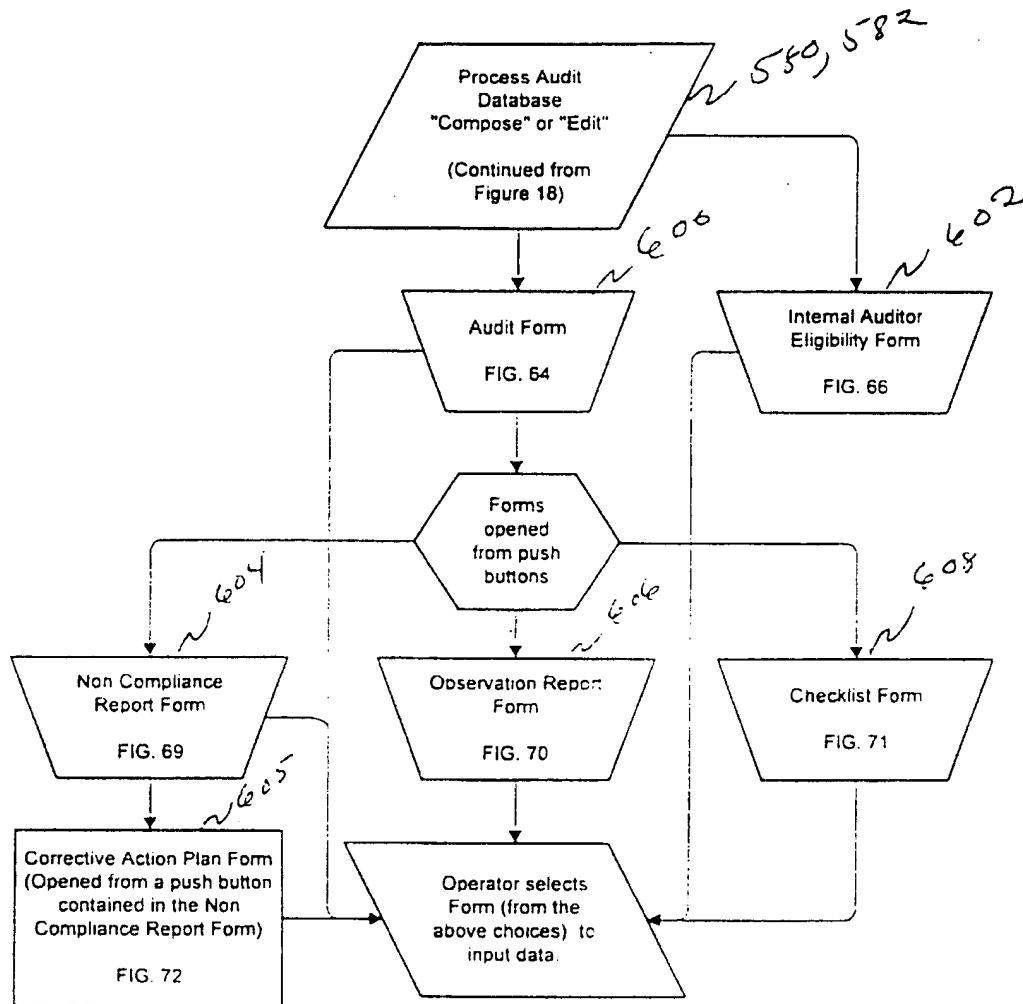 Process Audit
Database
"Compose" or "Edit"
(Continued from
Figure 18)
550, 582
Audit Form
FIG. 64
600
Internal Auditor
Eligibility Form
FIG. 66
602
Forms
opened
from push
buttons
Non Compliance
Report Form
FIG. 69
604
Observation Report
Form
FIG. 70
606
Checklist Form
FIG. 71
608
Corrective Action Plan Form
(Opened from a push button
contained in the Non
Compliance Report Form)
FIG. 72
605
Operator selects
Form (from the
above choices) to
input data.